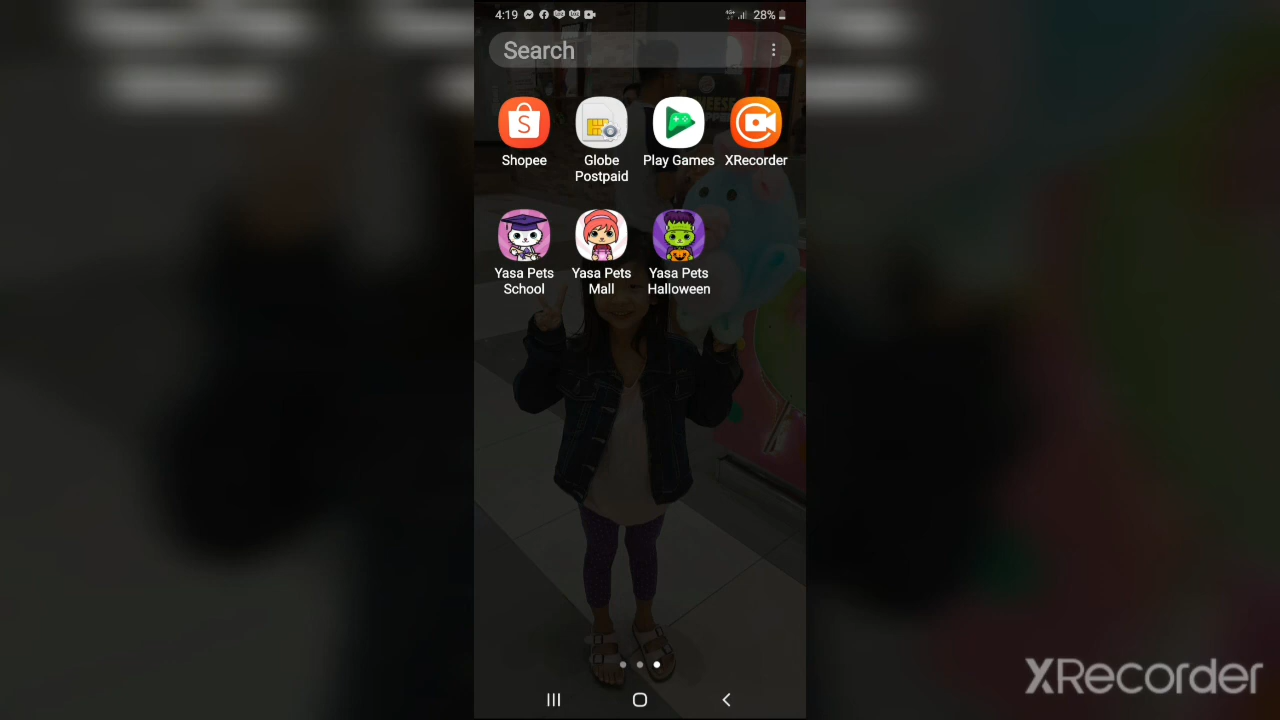 4:19
28%
Search
Shopee
Globe
Postpaid
Play Games
XRecorder
Yasa Pets
School
Yasa Pets
Mall
Yasa Pets
Halloween
XRecorder